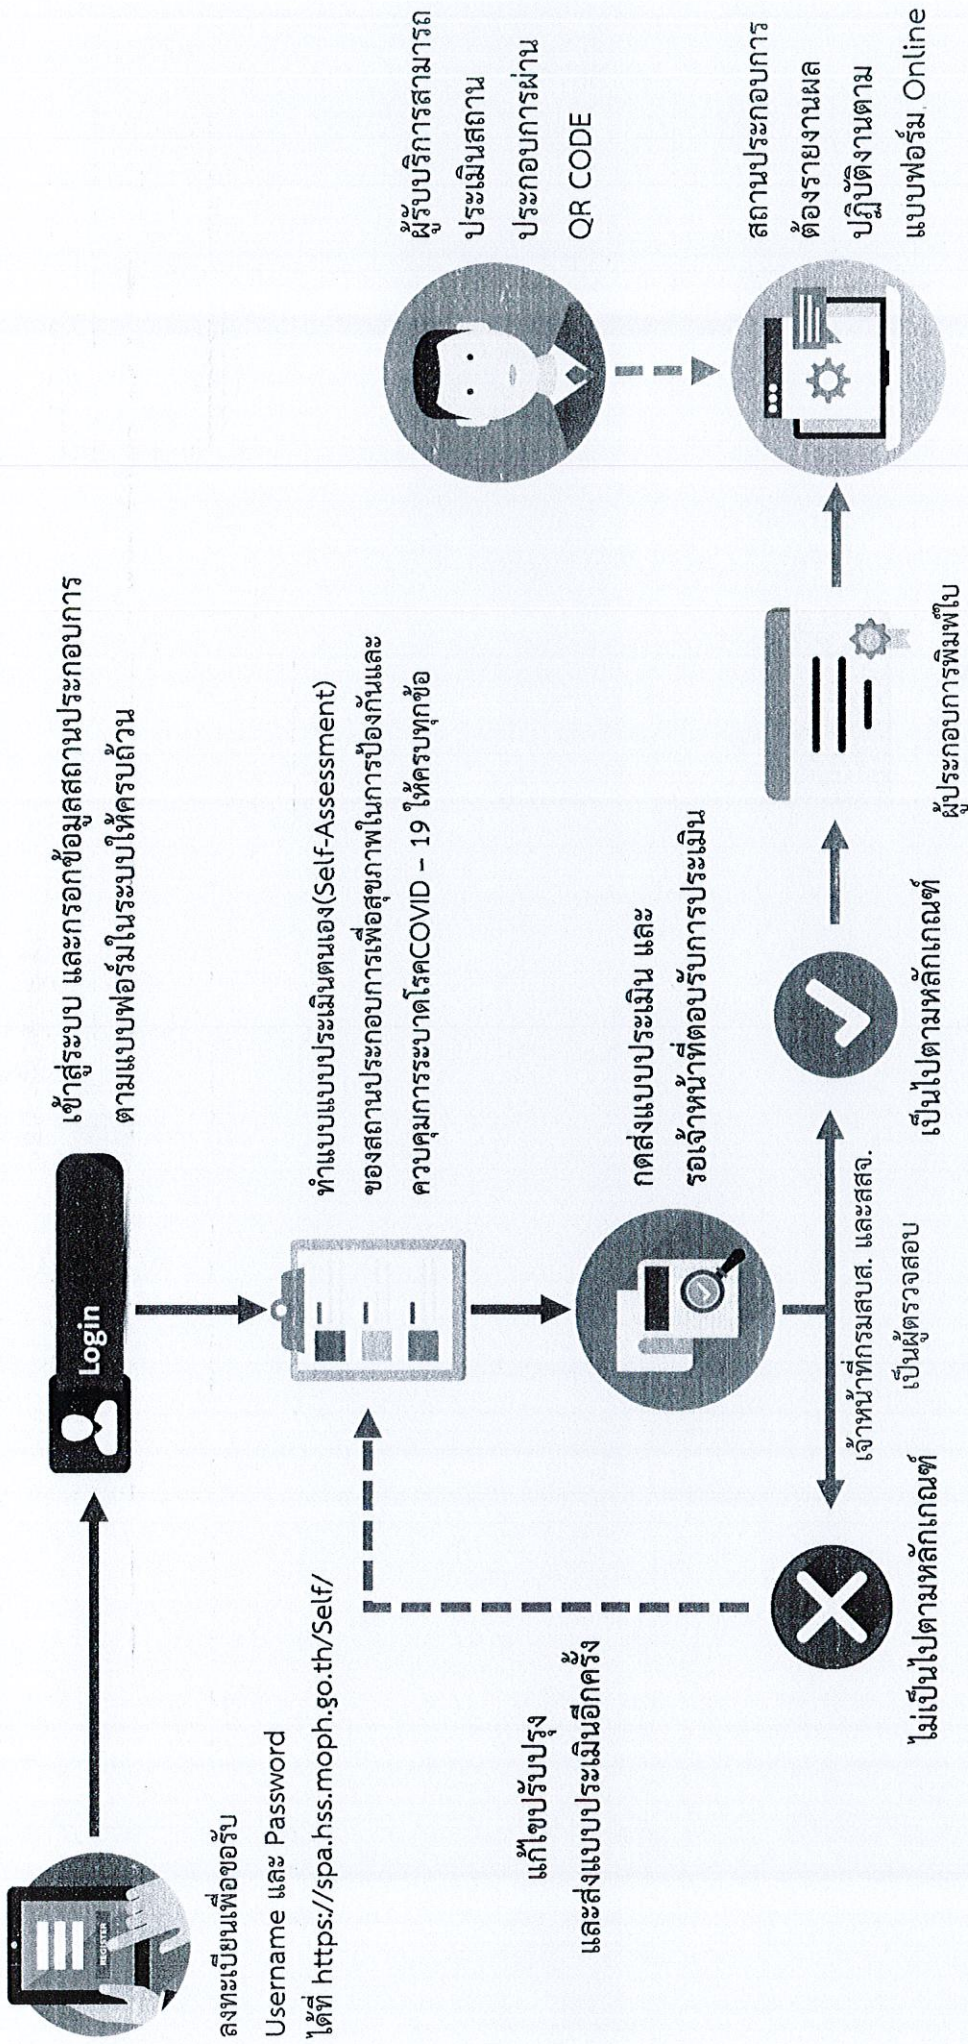 ลงทะเบียนเพื่อขอรับ
Username และ Password
ได้ที่ https://spa.hss.moph.go.th/Self/
REGISTER
Login
เข้าสู่ระบบ และกรอกข้อมูลสถานประกอบการ
ตามแบบฟอร์มในระบบให้ครบถ้วน
ทำแบบแบบประเมินตนเอง(Self-Assessment)
ของสถานประกอบการเพื่อสุขภาพในการป้องกันและ
ควบคุมการระบาดโรคCOVID – 19 ให้ครบทุกข้อ
กดส่งแบบประเมิน และ
รอเจ้าหน้าที่ตอบรับการประเมิน
เจ้าหน้าที่กรมสบส. และสสจ.
เป็นผู้ตรวจสอบ
ไม่เป็นไปตามหลักเกณฑ์
แก้ไขปรับปรุง
และส่งแบบประเมินอีกครั้ง
เป็นไปตามหลักเกณฑ์
ผู้ประกอบการพิมพ์ใบ
ผู้รับบริการสามารถ
ประเมินสถาน
ประกอบการผ่าน
QR CODE
สถานประกอบการ
ต้องรายงานผล
ปฏิบัติงานตาม
แบบฟอร์ม Online